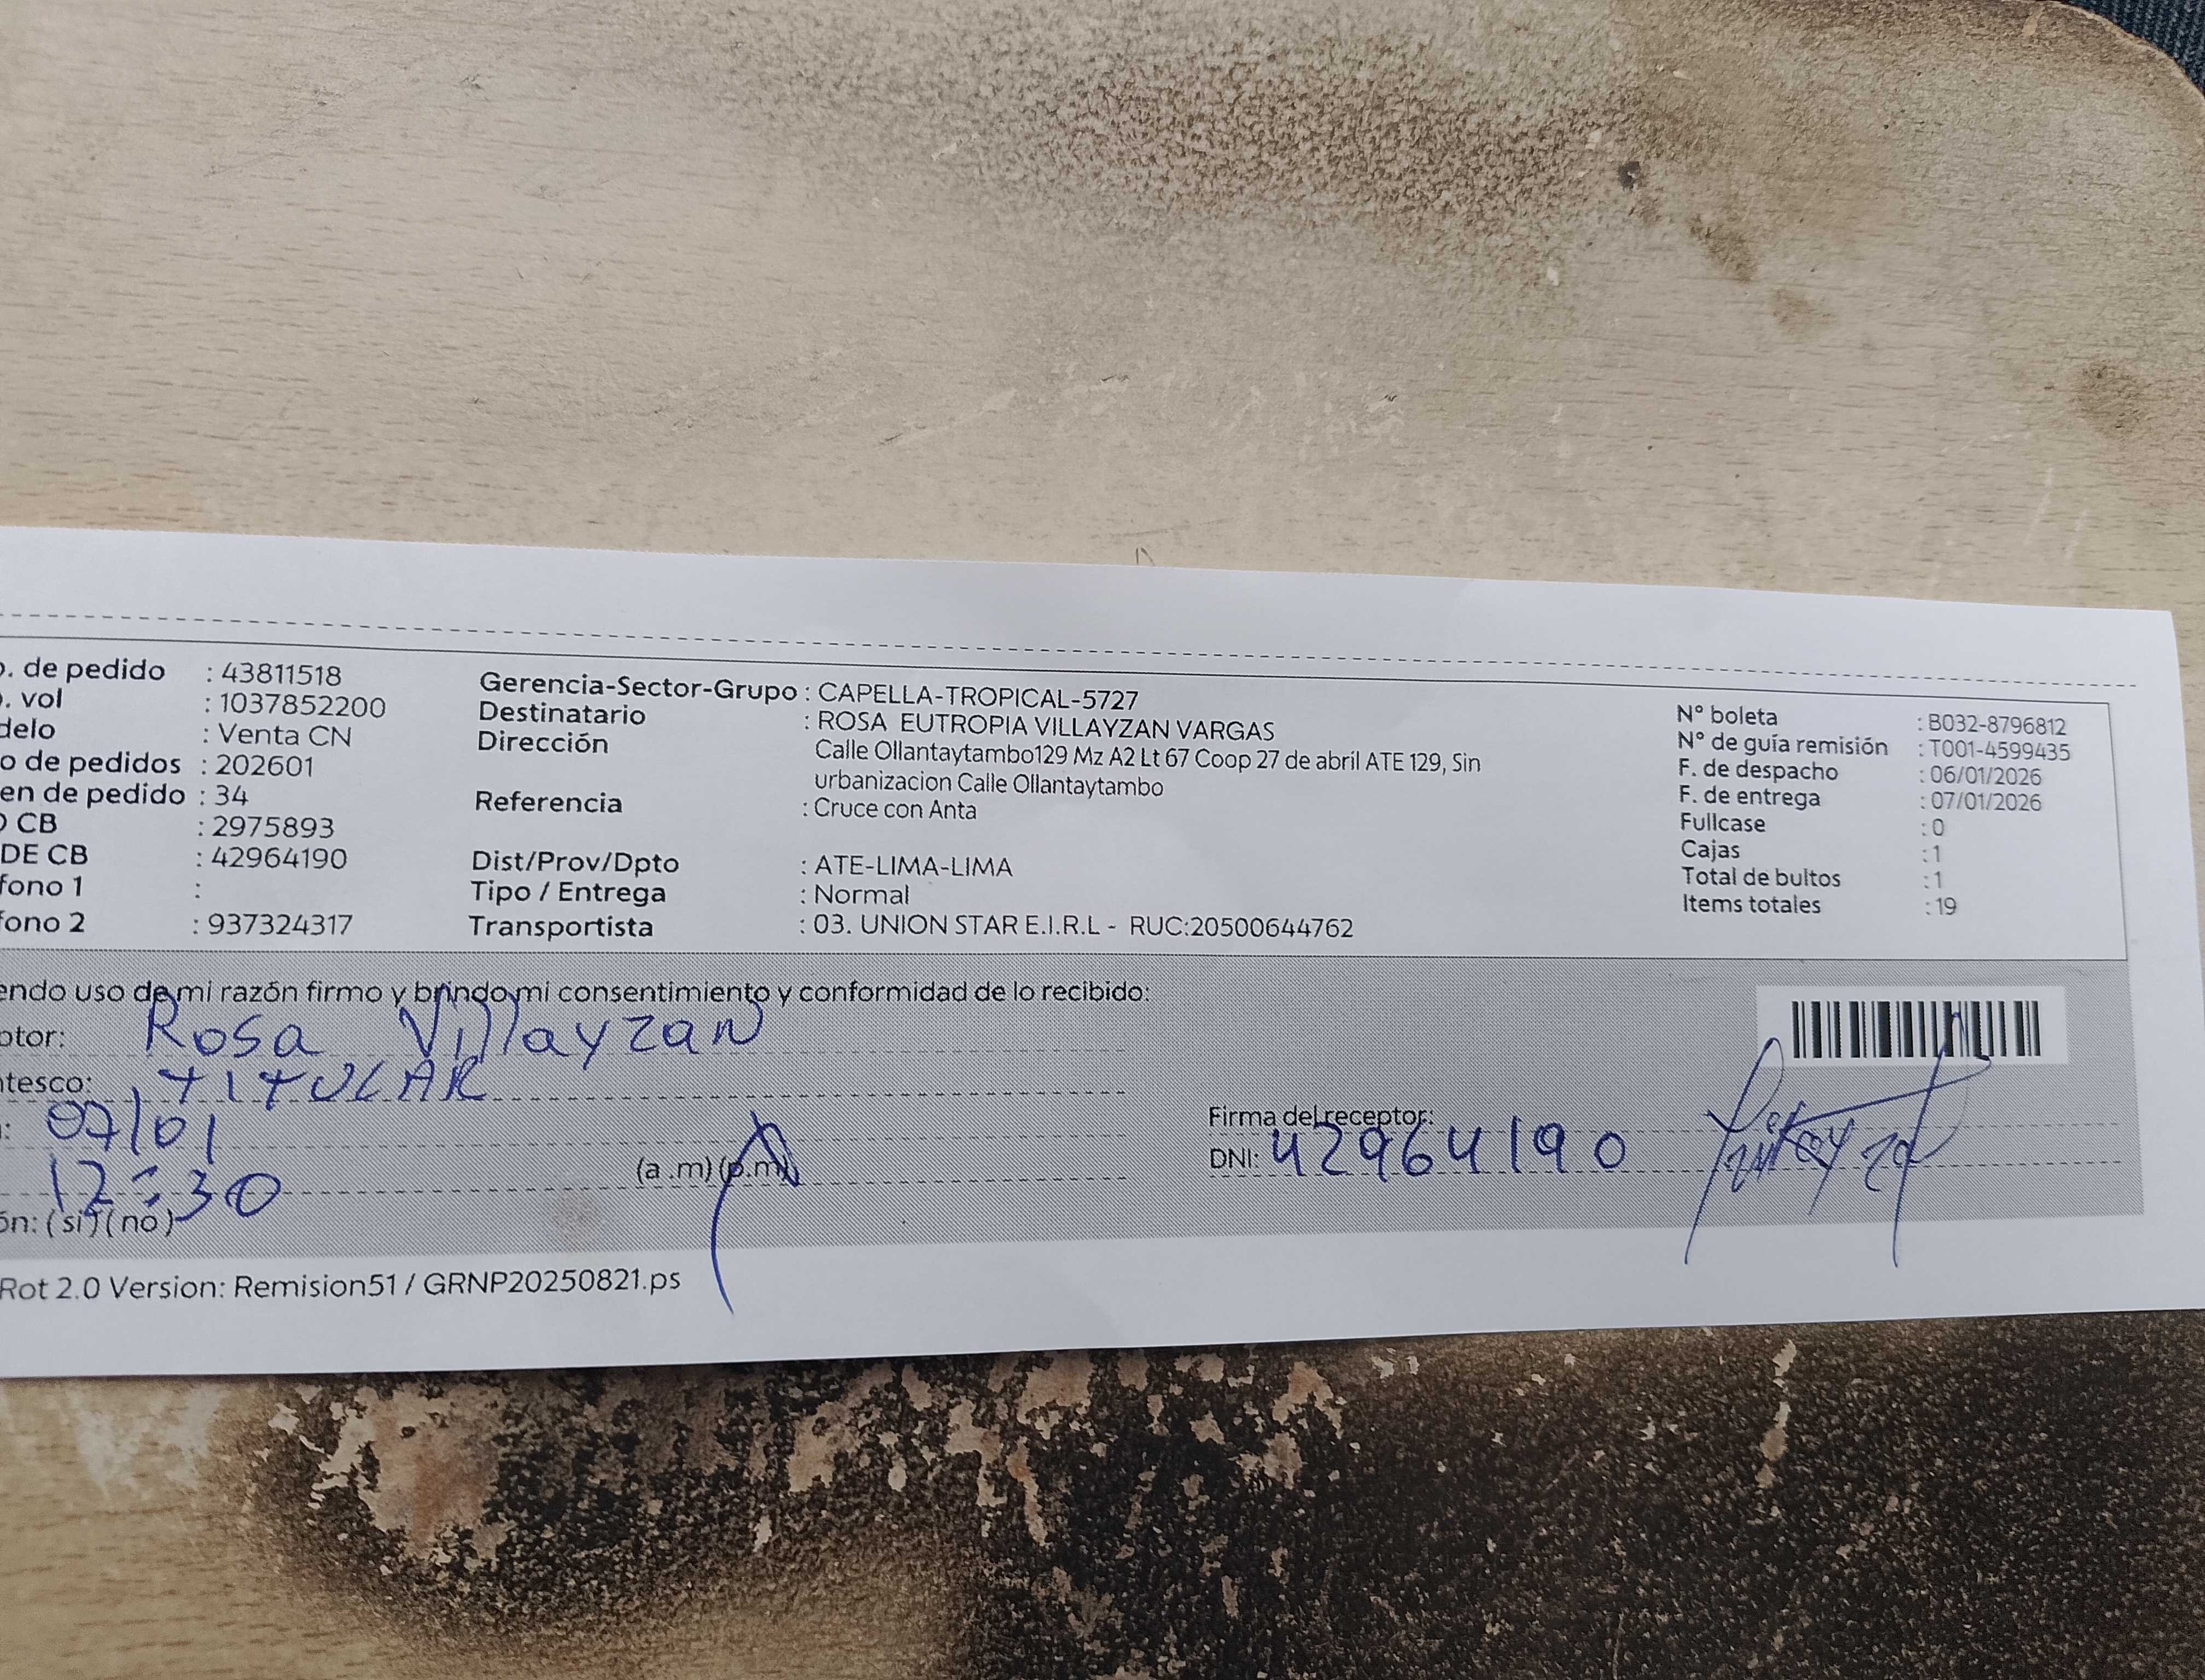 . de pedido : 43811518
. vol : 1037852200
delo : Venta CN
o de pedidos : 202601
en de pedido : 34
O CB : 2975893
DE CB : 42964190
fono 1 :
fono 2 : 937324317
Gerencia-Sector-Grupo : CAPELLA-TROPICAL-5727
Destinatario : ROSA EUTROPIA VILLAYZAN VARGAS
Dirección Calle Ollantaytambo129 Mz A2 Lt 67 Coop 27 de abril ATE 129, Sin
urbanizacion Calle Ollantaytambo
Referencia : Cruce con Anta
Dist/Prov/Dpto : ATE-LIMA-LIMA
Tipo / Entrega : Normal
Transportista : 03. UNION STAR E.I.R.L - RUC:20500644762
N° boleta : B032-8796812
N° de guía remisión : T001-4599435
F. de despacho : 06/01/2026
F. de entrega : 07/01/2026
Fullcase : 0
Cajas : 1
Total de bultos : 1
Items totales : 19
endo uso de mi razón firmo y brindo mi consentimiento y conformidad de lo recibido:
ptor: Rosa Villayzan
ntesco: TITULAR
: 07/01
12:30 (a.m) (p.m)
ón: (si) (no)
Firma del receptor:
DNI: 42964190
Rot 2.0 Version: Remision51 / GRNP20250821.ps